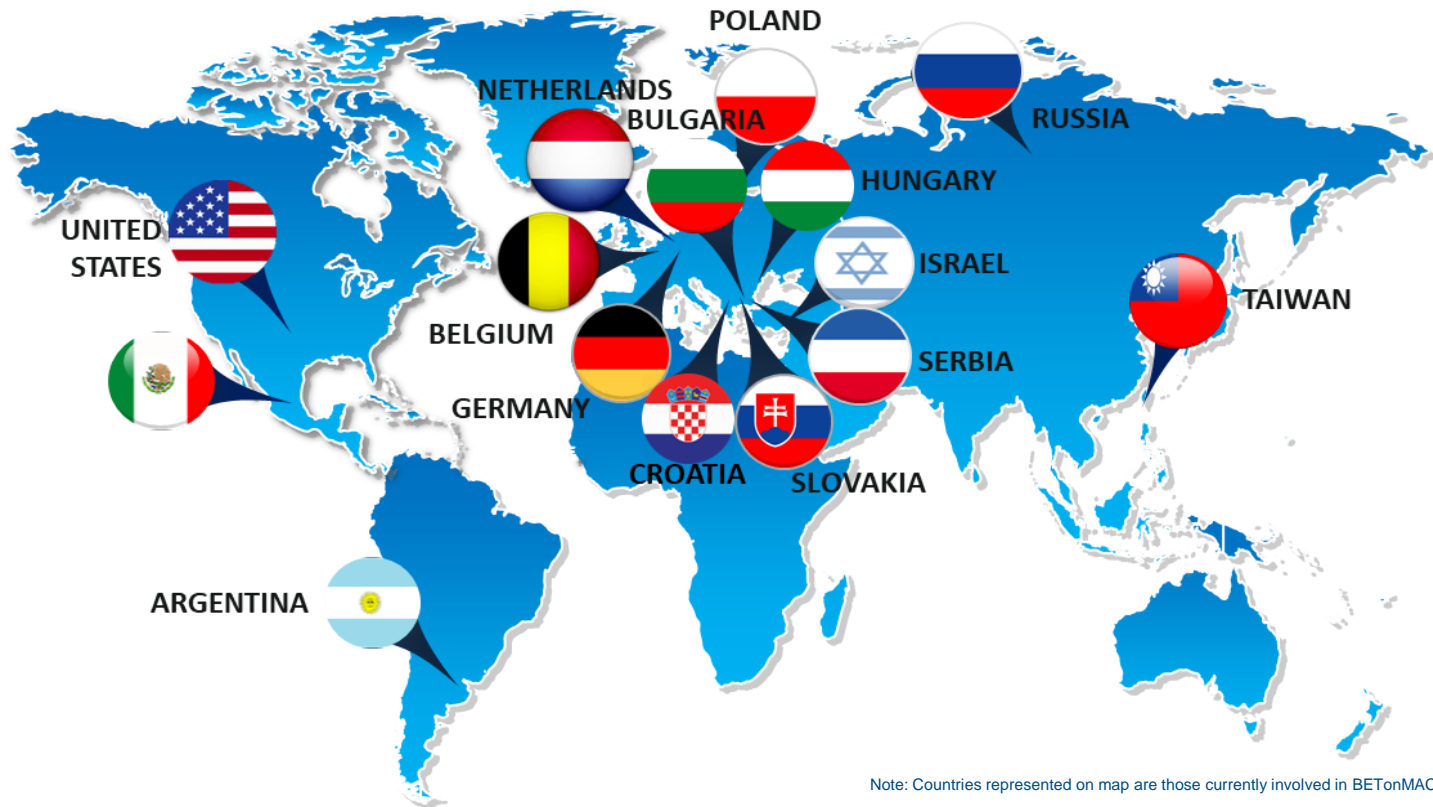 POLAND
NETHERLANDS
BULGARIA
RUSSIA
HUNGARY
UNITED
STATES
ISRAEL
TAIWAN
BELGIUM
SERBIA
GERMANY
CROATIA
SLOVAKIA
ARGENTINA
Note: Countries represented on map are those currently involved in BETonMAC